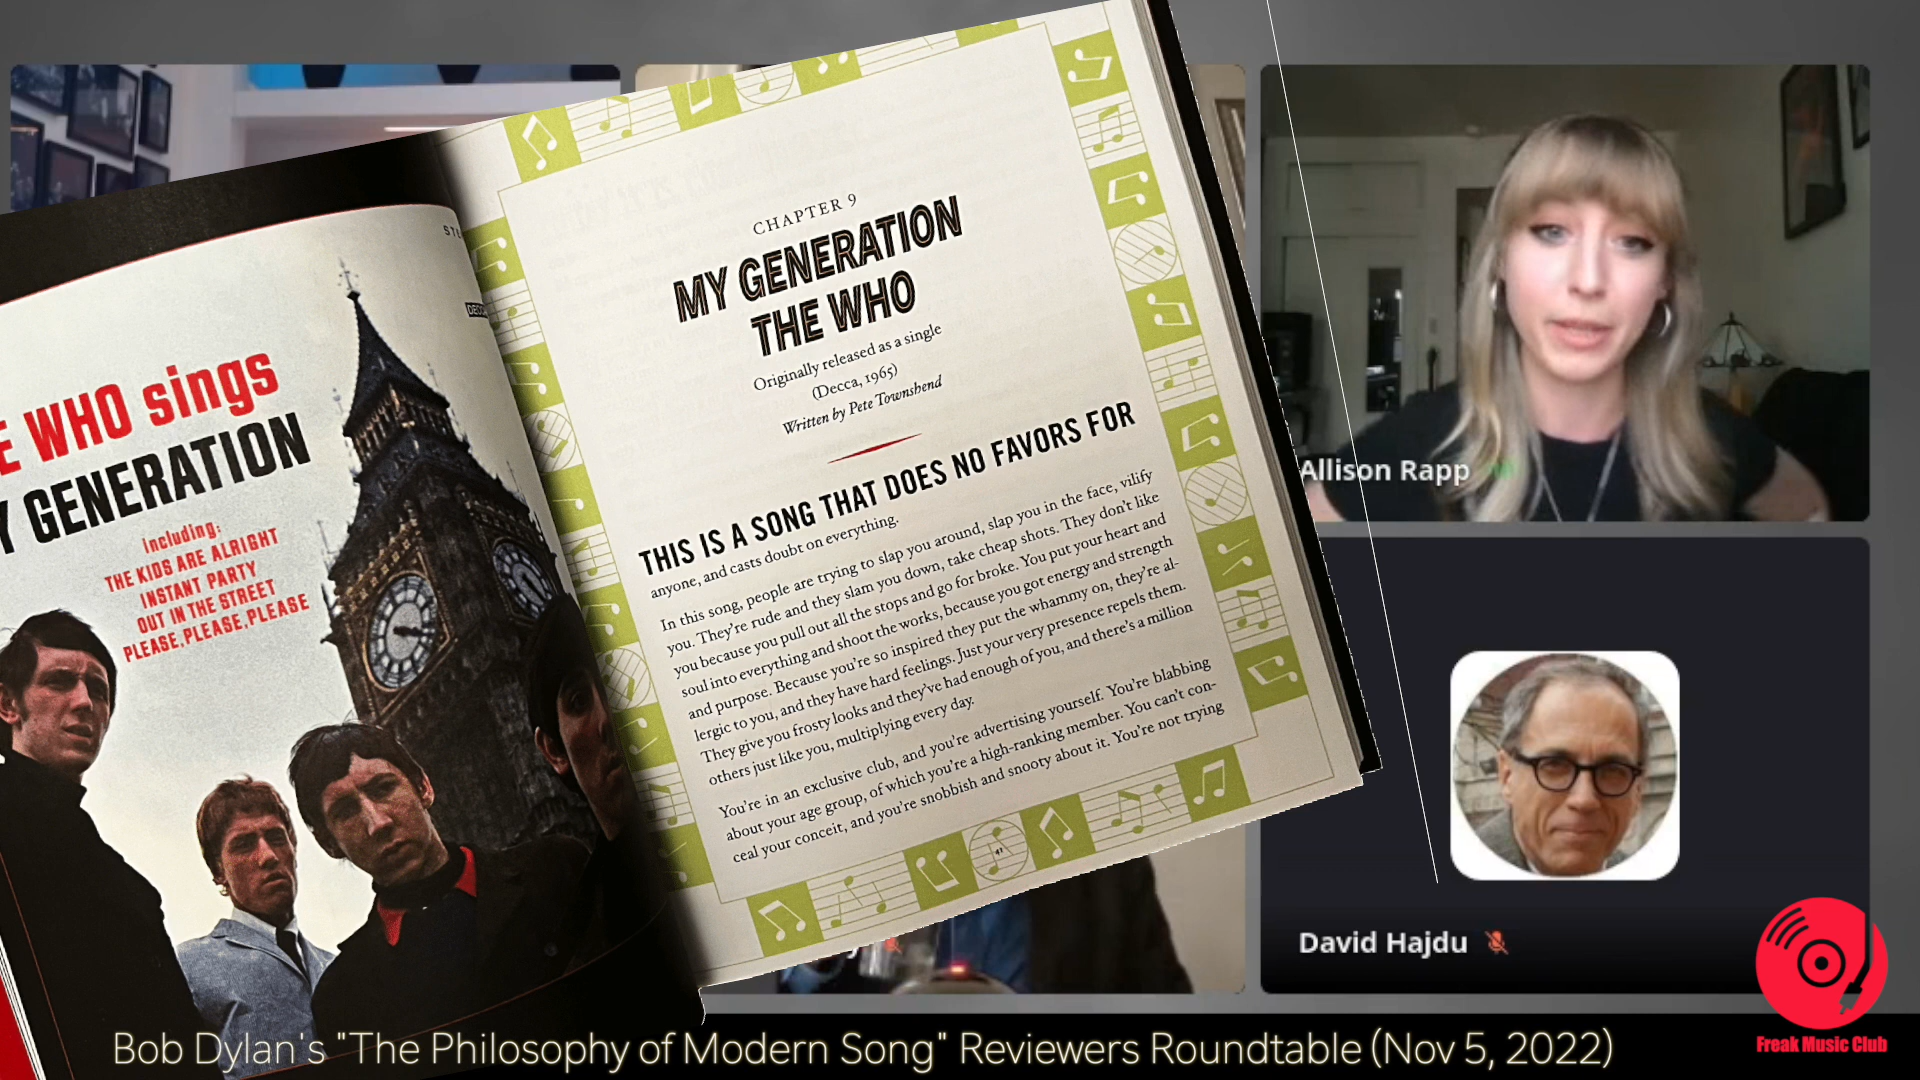 STE
DECC
WHO sings
GENERATION
including:
THE KIDS ARE ALRIGHT
INSTANT PARTY
OUT IN THE STREET
PLEASE,PLEASE,PLEASE
CHAPTER 9
MY GENERATION
THE WHO
Originally released as a single
(Decca, 1965)
Written by Pete Townshend
THIS IS A SONG THAT DOES NO FAVORS FOR
anyone, and casts doubt on everything.
In this song, people are trying to slap you around, slap you in the face, vilify
you. They're rude and they slam you down, take cheap shots. They don't like
you because you pull out all the stops and go for broke. You put your heart and
soul into everything and shoot the works, because you got energy and strength
and purpose. Because you're so inspired they put the whammy on, they're al-
lergic to you, and they have hard feelings. Just your very presence repels them.
They give you frosty looks and they've had enough of you, and there's a million
others just like you, multiplying every day.
You're in an exclusive club, and you're advertising yourself. You're blabbing
about your age group, of which you're a high-ranking member. You can't con-
ceal your conceit, and you're snobbish and snooty about it. You're not trying
41
Allison Rapp
David Hajdu
Bob Dylan's "The Philosophy of Modern Song" Reviewers Roundtable (Nov 5, 2022)
Freak Music Club